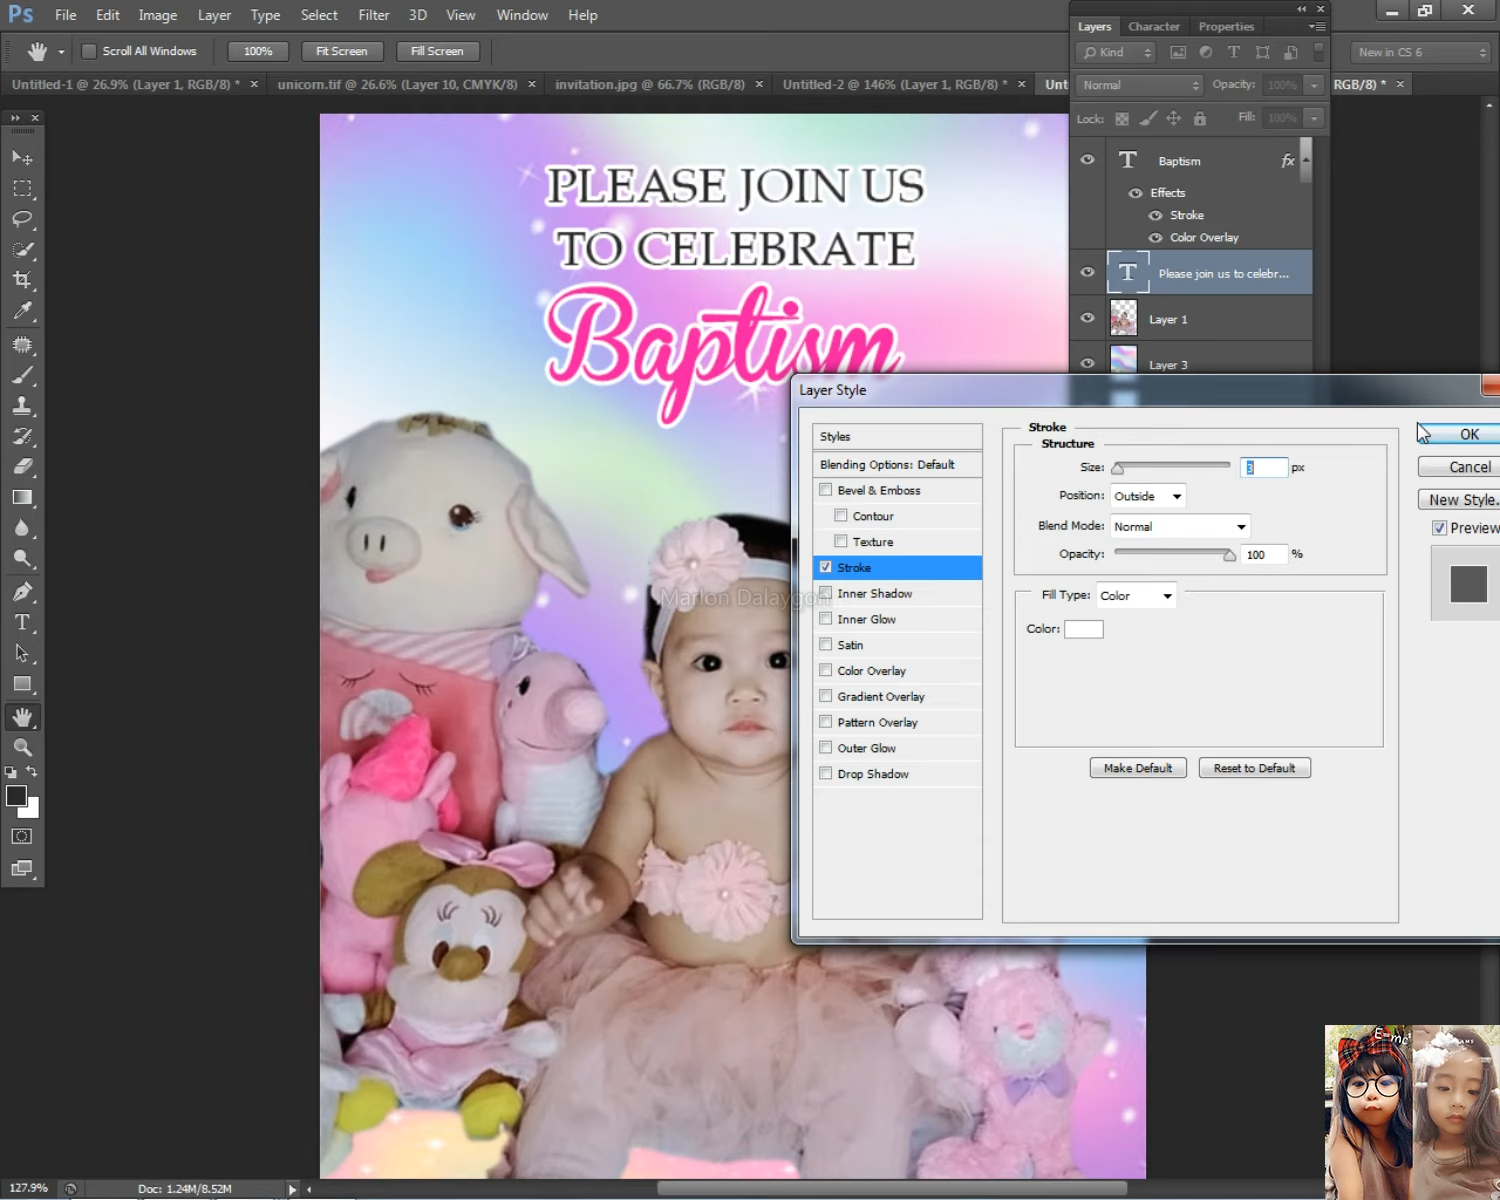 Ps File Edit Image Layer Type Select Filter 3D View Window Help
Scroll All Windows 100% Fit Screen Fill Screen
Untitled-1 @ 26.9% (Layer 1, RGB/8) * × unicorn.tif @ 26.6% (Layer 10, CMYK/8) × invitation.jpg @ 66.7% (RGB/8) × Untitled-2 @ 146% (Layer 1, RGB/8) * × Unt RGB/8) * ×
Layers Character Properties
Kind
New in CS 6
Normal Opacity: 100%
Lock: Fill: 100%
T Baptism fx
Effects
Stroke
Color Overlay
T Please join us to celebr...
Layer 1
Layer 3
PLEASE JOIN US
TO CELEBRATE
Baptism
Marlon Dalaygon
Layer Style
Styles
Blending Options: Default
Bevel & Emboss
Contour
Texture
Stroke
Inner Shadow
Inner Glow
Satin
Color Overlay
Gradient Overlay
Pattern Overlay
Outer Glow
Drop Shadow
Stroke
Structure
Size: 3 px
Position: Outside
Blend Mode: Normal
Opacity: 100 %
Fill Type: Color
Color:
Make Default Reset to Default
OK
Cancel
New Style.
Preview
127.9% Doc: 1.24M/8.52M